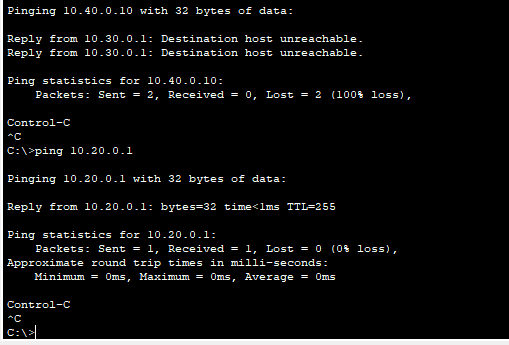 Pinging 10.40.0.10 with 32 bytes of data:
Reply from 10.30.0.1: Destination host unreachable.
Reply from 10.30.0.1: Destination host unreachable.
Ping statistics for 10.40.0.10:
Packets: Sent = 2, Received = 0, Lost = 2 (100% loss),
Control-C
^C
C:\>ping 10.20.0.1
Pinging 10.20.0.1 with 32 bytes of data:
Reply from 10.20.0.1: bytes=32 time<1ms TTL=255
Ping statistics for 10.20.0.1:
Packets: Sent = 1, Received = 1, Lost = 0 (0% loss),
Approximate round trip times in milli-seconds:
Minimum = 0ms, Maximum = 0ms, Average = 0ms
Control-C
^C
C:\>